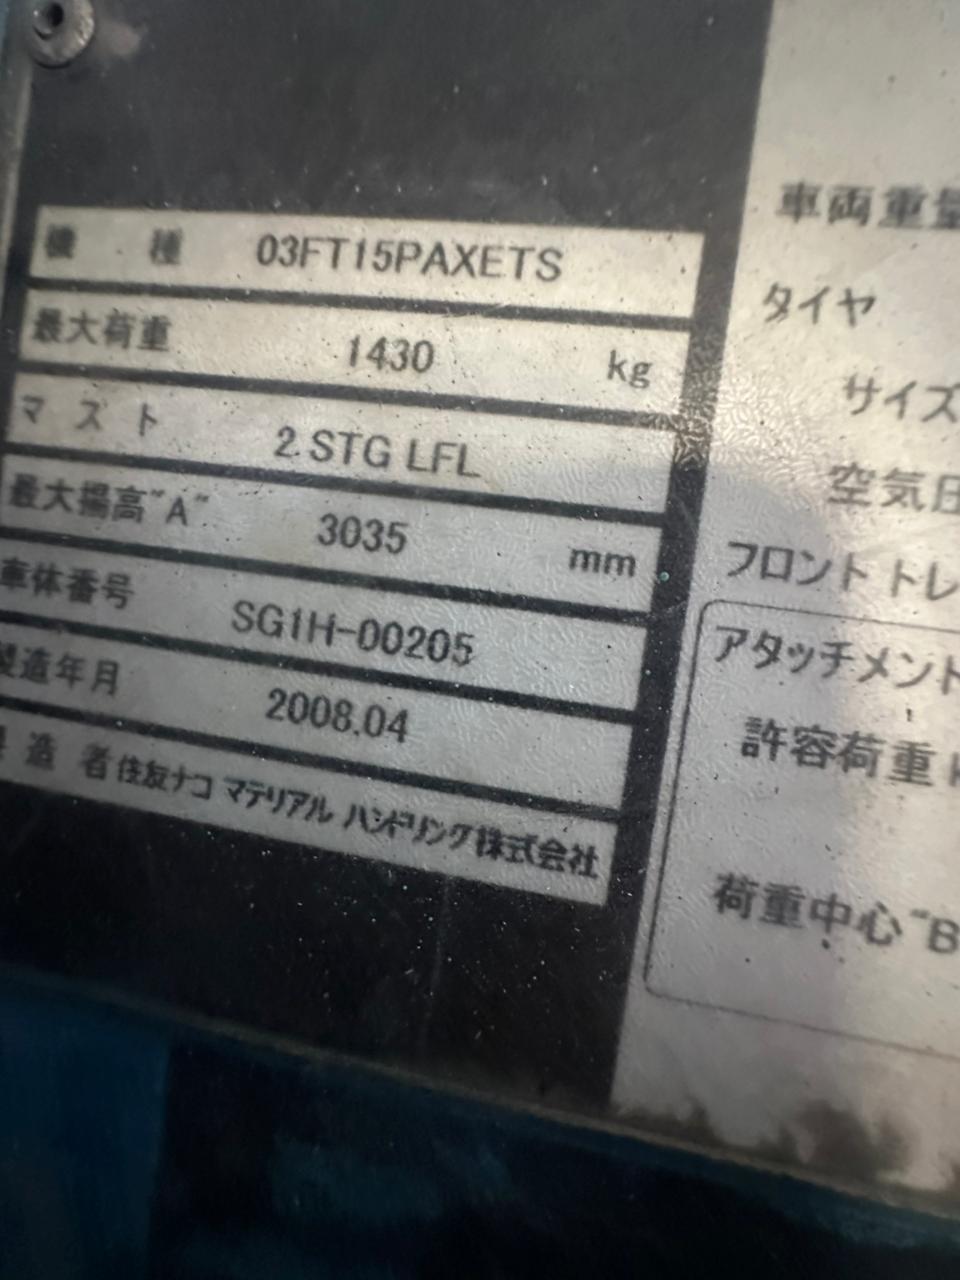 機 種 03FT15PAXETS
最大荷重 1430 kg
マスト 2.STG LFL
最大揚高"A" 3035 mm
車体番号 SG1H-00205
製造年月 2008.04
製造者 住友ナコ マテリアル ハンドリング株式会社
車両重量
タイヤ
サイズ
空気圧
フロント トレ
アタッチメント
許容荷重
荷重中心"B